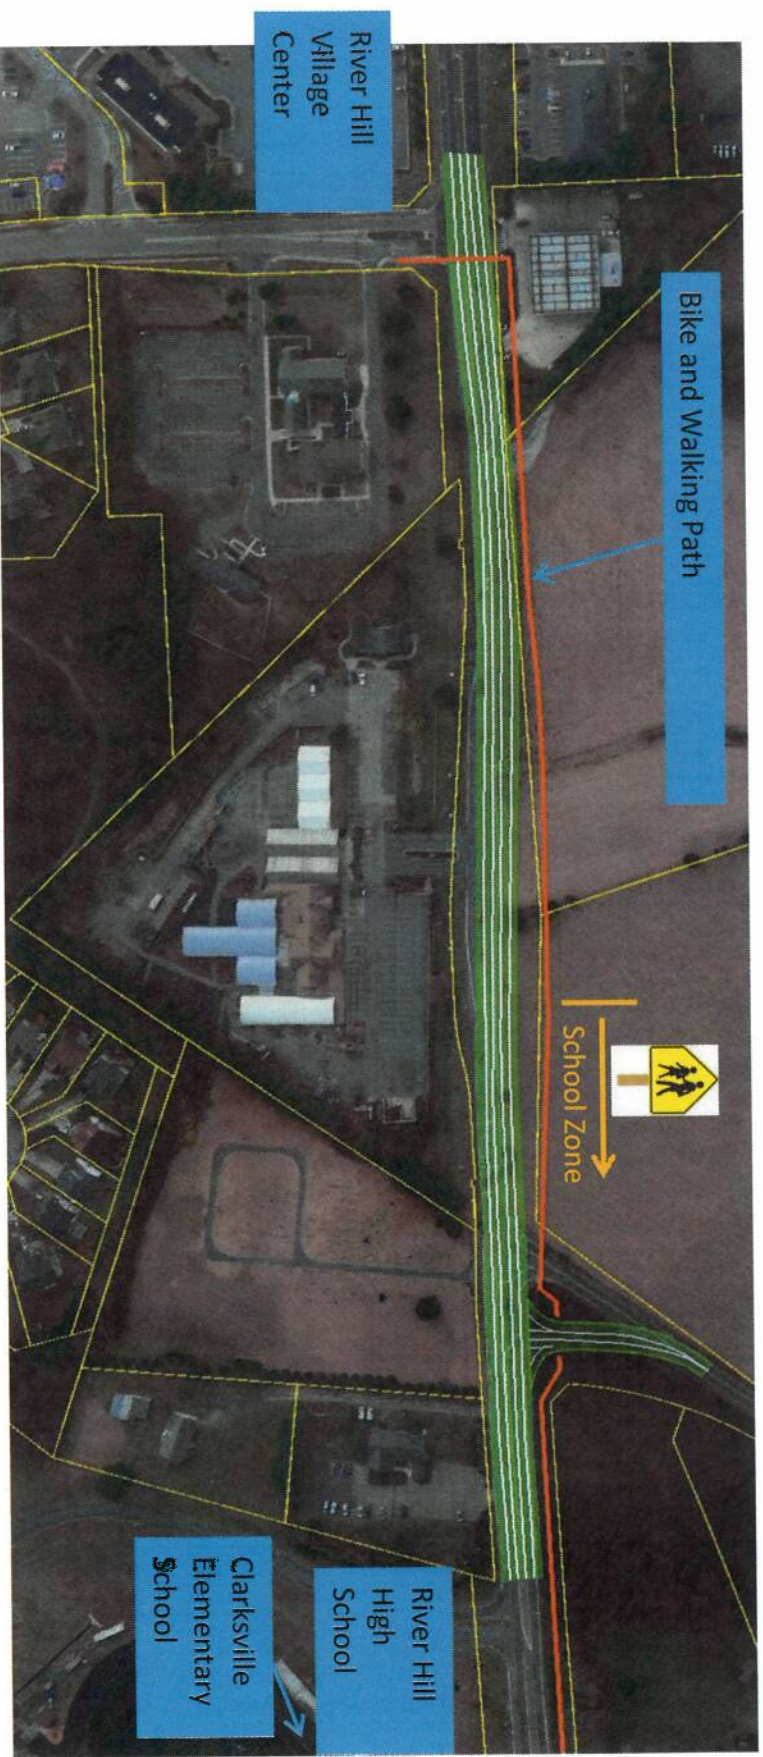 River Hill
Village
Center
Bike and Walking Path
School Zone
River Hill
High
School
Clarksville
Elementary
School